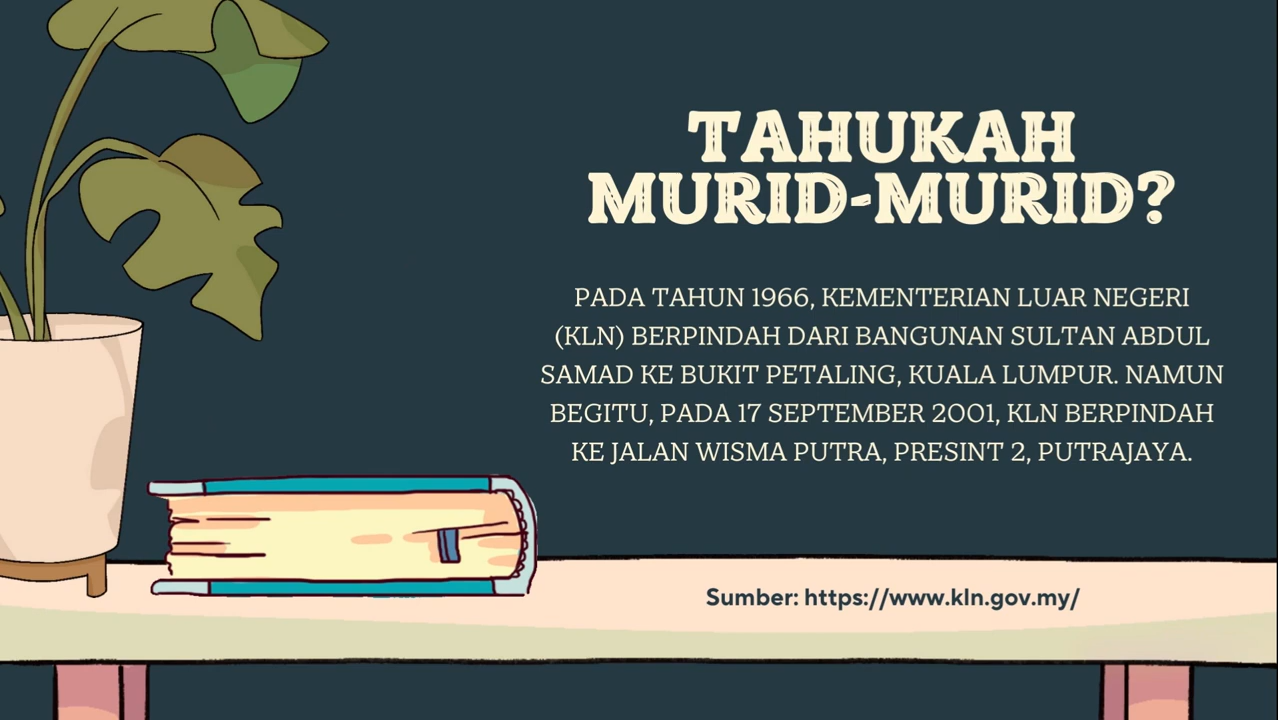 TAHUKAH
MURID-MURID?
PADA TAHUN 1966, KEMENTERIAN LUAR NEGERI
(KLN) BERPINDAH DARI BANGUNAN SULTAN ABDUL
SAMAD KE BUKIT PETALING, KUALA LUMPUR. NAMUN
BEGITU, PADA 17 SEPTEMBER 2001, KLN BERPINDAH
KE JALAN WISMA PUTRA, PRESINT 2, PUTRAJAYA.
Sumber: https://www.kln.gov.my/